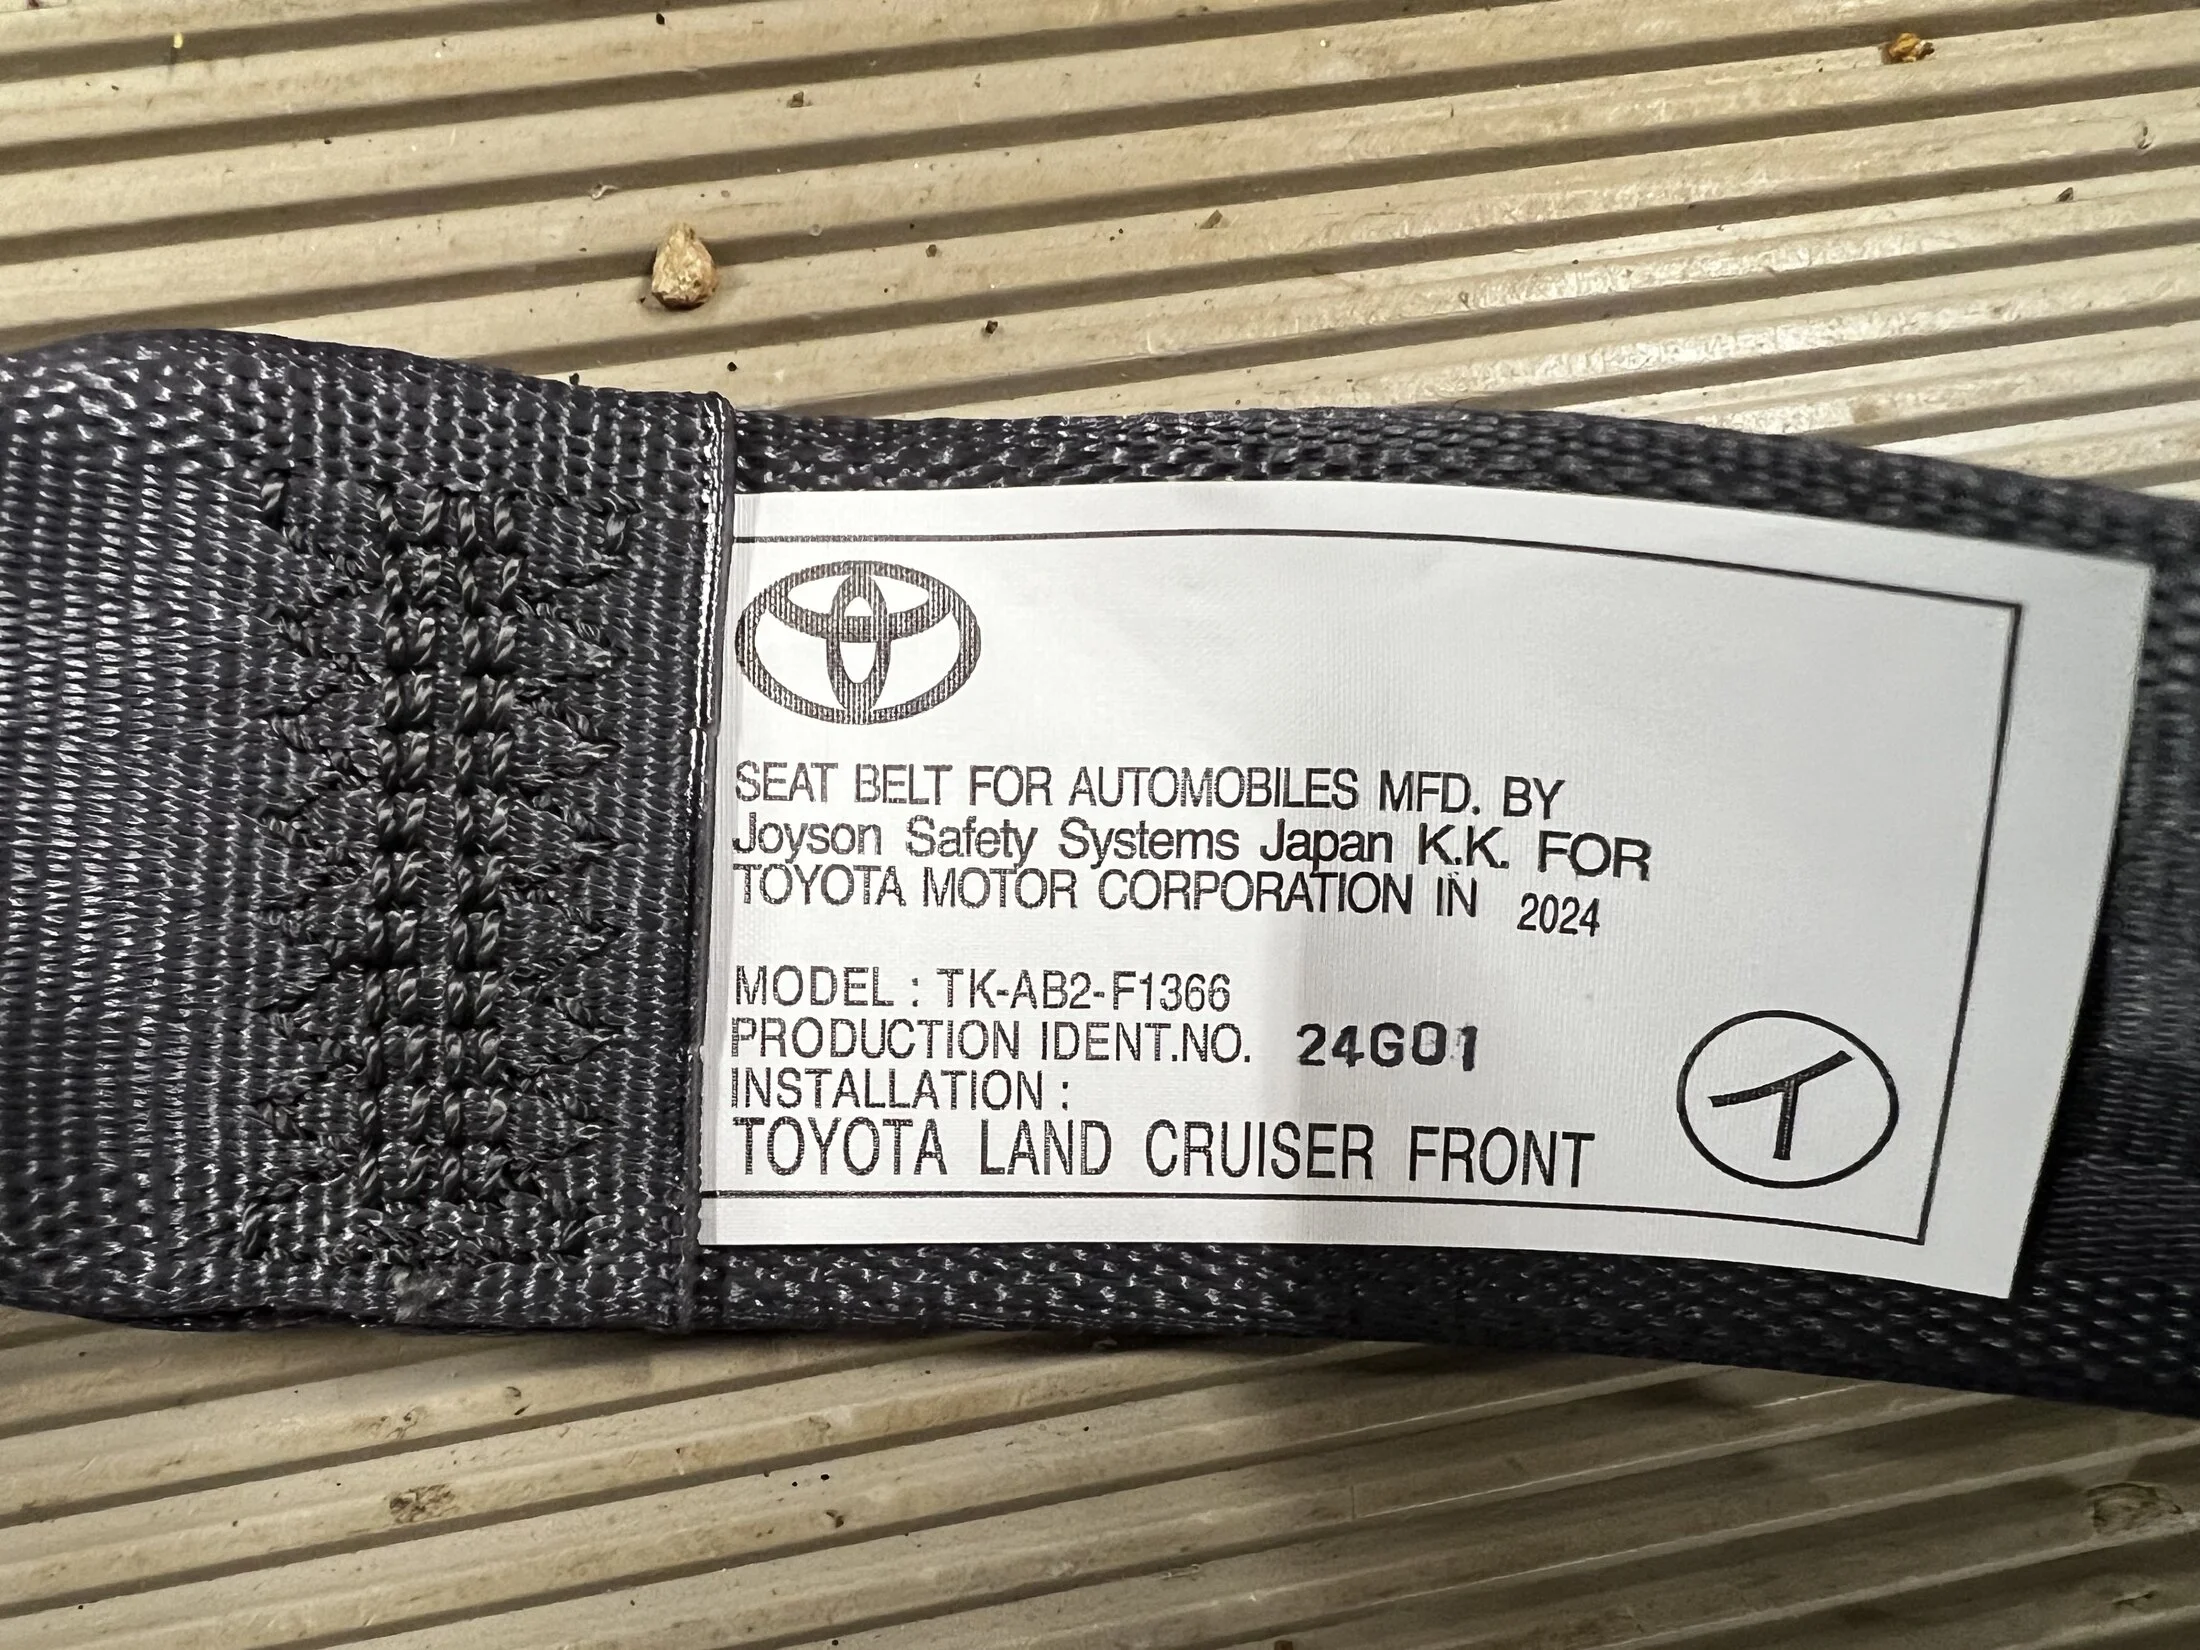 SEAT BELT FOR AUTOMOBILES MFD. BY
Joyson Safety Systems Japan K.K. FOR
TOYOTA MOTOR CORPORATION IN 2024
MODEL : TK-AB2-F1366
PRODUCTION IDENT.NO. 24G01
INSTALLATION :
TOYOTA LAND CRUISER FRONT
イ